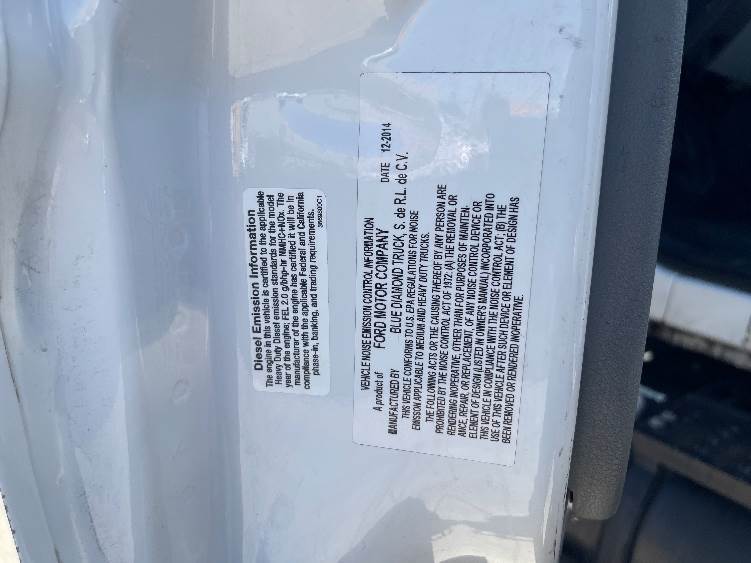 Diesel Emission Information
The engine in this vehicle is certified to the applicable
Heavy Duty Diesel emission standards for the model
year of the engine; FEL 2.0 g/bhp-hr NMHC+NOx. The
manufacturer of the engine has certified it will be in
compliance with the applicable Federal and California
phase-in, banking, and trading requirements.
VEHICLE NOISE EMISSION CONTROL INFORMATION
A product of FORD MOTOR COMPANY DATE 12-2014
MANUFACTURED BY BLUE DIAMOND TRUCK, S. de R.L. de C.V.
THIS VEHICLE CONFORMS TO U.S. EPA REGULATIONS FOR NOISE
EMISSION APPLICABLE TO MEDIUM AND HEAVY DUTY TRUCKS.
THE FOLLOWING ACTS OR THE CAUSING THEREOF BY ANY PERSON ARE
PROHIBITED BY THE NOISE CONTROL ACT OF 1972: (A) THE REMOVAL OR
RENDERING INOPERATIVE, OTHER THAN FOR PURPOSES OF MAINTEN-
ANCE, REPAIR, OR REPLACEMENT, OF ANY NOISE CONTROL DEVICE OR
ELEMENT OF DESIGN (LISTED IN OWNER'S MANUAL) INCORPORATED INTO
THIS VEHICLE IN COMPLIANCE WITH THE NOISE CONTROL ACT; (B) THE
USE OF THIS VEHICLE AFTER SUCH DEVICE OR ELEMENT OF DESIGN HAS
BEEN REMOVED OR RENDERED INOPERATIVE.